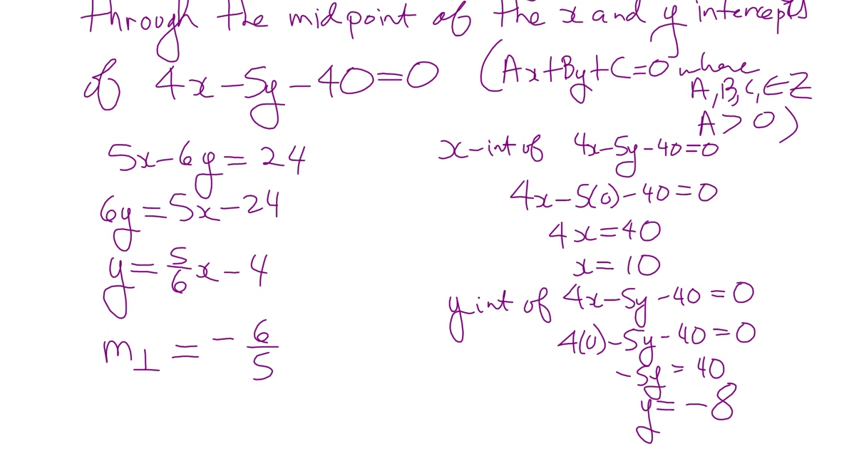 through the midpoint of the x and y intercepts
of 4x-5y-40=0 (Ax+By+C=0 where
A,B,C,∈Z
A>0)
5x-6y=24
6y=5x-24
y=5/6x-4
m⊥=-6/5
x-int of 4x-5y-40=0
4x-5(0)-40=0
4x=40
x=10
y int of 4x-5y-40=0
4(0)-5y-40=0
-5y=40
y=-8